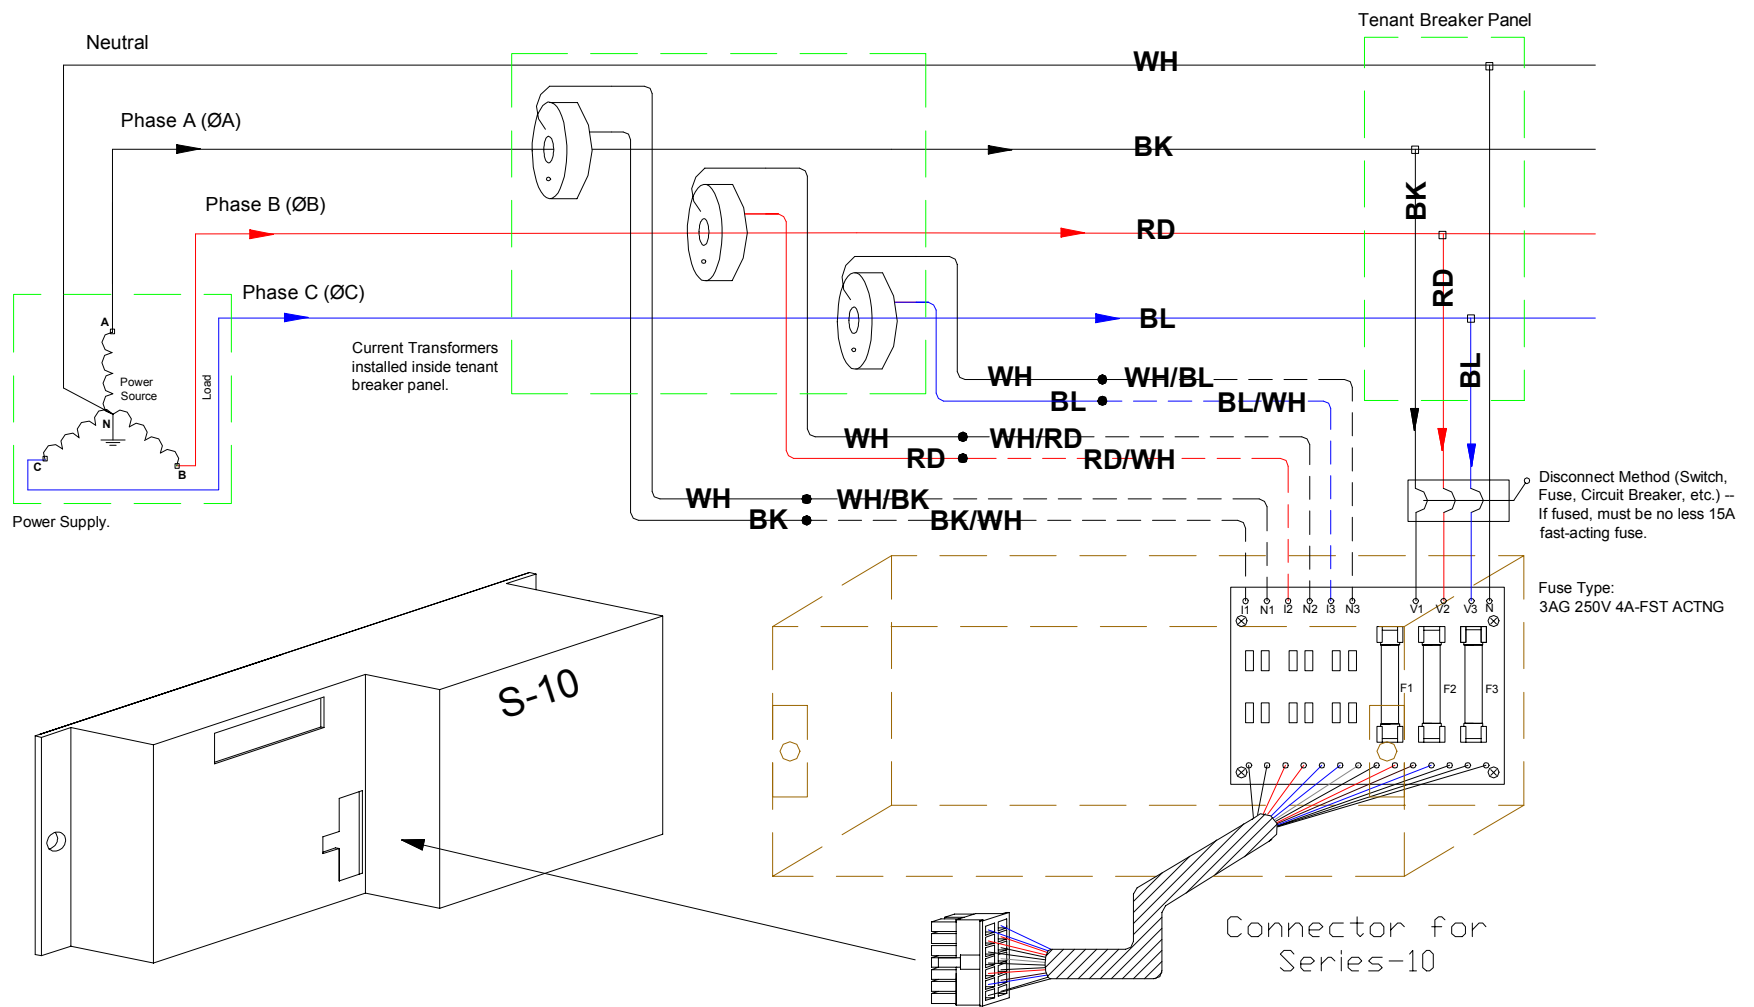 Tenant Breaker Panel
Neutral
WH
Phase A (ØA)
BK
BK
Phase B (ØB)
RD
RD
Phase C (ØC)
BL
BL
A
Power
Source
Load
N
C
B
Power Supply.
Current Transformers
installed inside tenant
breaker panel.
WH
WH/BL
BL
BL/WH
WH
WH/RD
RD
RD/WH
WH
WH/BK
BK
BK/WH
Disconnect Method (Switch,
Fuse, Circuit Breaker, etc.) --
If fused, must be no less 15A
fast-acting fuse.
Fuse Type:
3AG 250V 4A-FST ACTNG
I1 N1 I2 N2 I3 N3 V1 V2 V3 N
F1 F2 F3
S-10
Connector for
Series-10